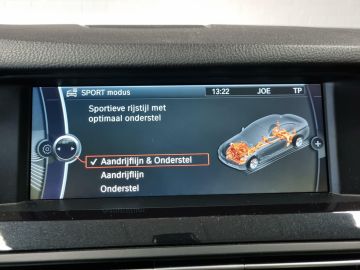 SPORT modus 13:22 JOE TP
Sportieve rijstijl met
optimaal onderstel
✓ Aandrijflijn & Onderstel
Aandrijflijn
Onderstel